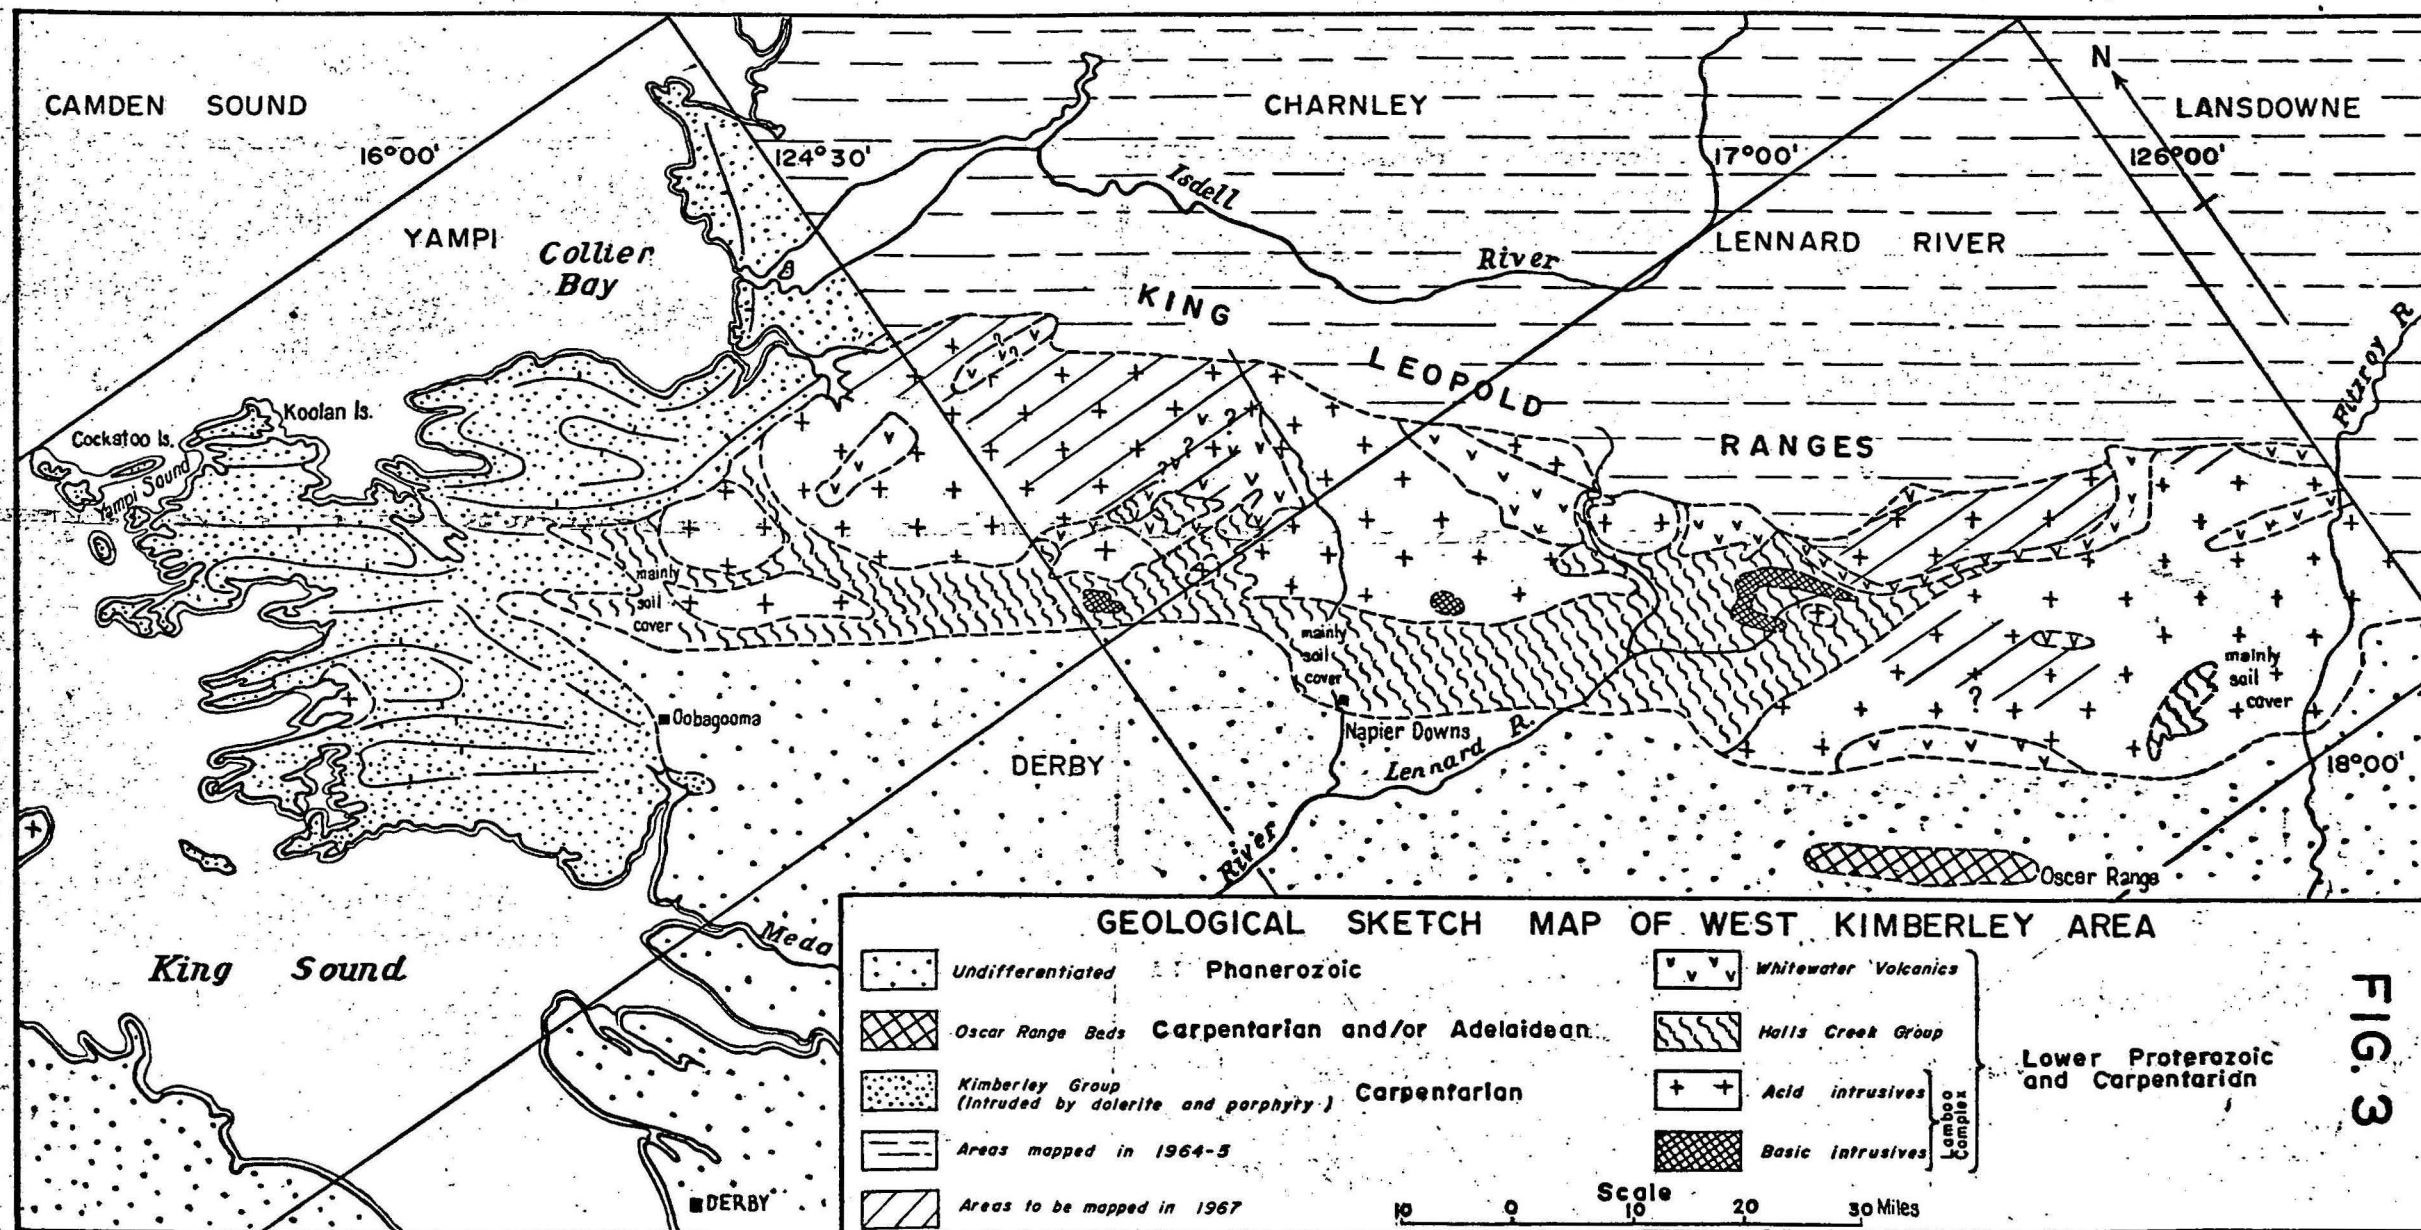 CAMDEN SOUND
16°00'
124°30'
CHARNLEY
N
LANSDOWNE
17°00'
126°00'
Isdell
River
YAMPI
Collier
Bay
LENNARD RIVER
KING
LEOPOLD
RANGES
Fitzroy R
Koolan Is.
Cockatoo Is.
Yampi Sound
mainly
soil
cover
mainly
soil
cover
mainly
soil
cover
Oobagooma
Napier Downs
Lennard R.
DERBY
18°00'
River
Oscar Range
King Sound
Meda
DERBY
GEOLOGICAL SKETCH MAP OF WEST KIMBERLEY AREA
Undifferentiated Phanerozoic
Oscar Range Beds Carpentarian and/or Adelaidean
Kimberley Group
(Intruded by dolerite and porphyry) Carpentarian
Areas mapped in 1964-5
Areas to be mapped in 1967
Whitewater Volcanics
Halls Creek Group
Acid intrusives
Basic intrusives
Lamboo
Complex
Lower Proterozoic
and Carpentarian
Scale
10 0 10 20 30 Miles
FIG. 3